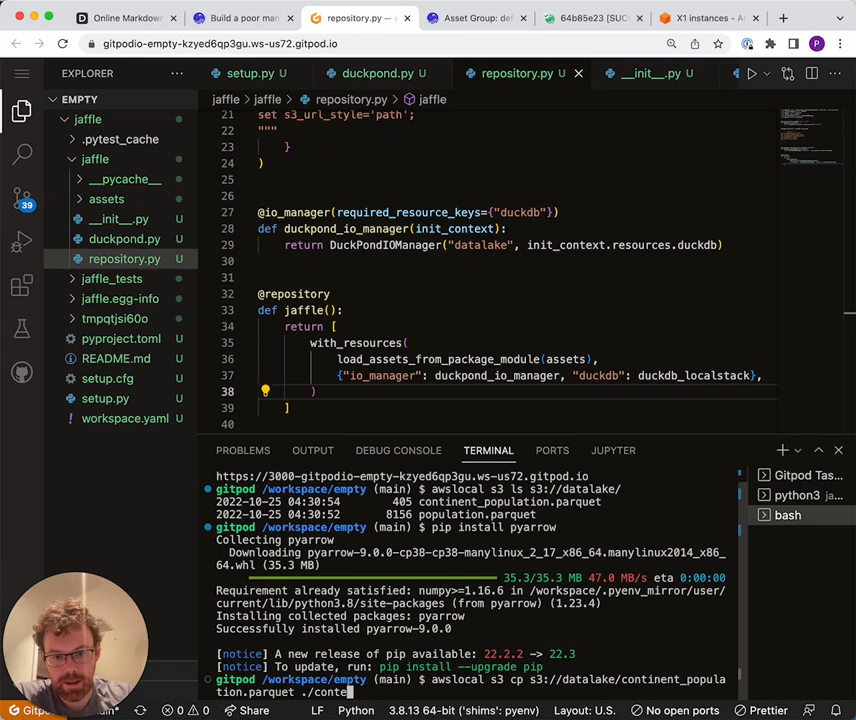 Online Markdow
Build a poor man
repository.py — e
Asset Group: def
64b85e23 [SUC
X1 instances - Am
gitpodio-empty-kzyed6qp3gu.ws-us72.gitpod.io
P
EXPLORER
setup.py U
duckpond.py U
repository.py U
__init__.py U
EMPTY
jaffle > jaffle > repository.py > jaffle
jaffle
.pytest_cache
jaffle
__pycache__
assets
__init__.py U
duckpond.py U
repository.py U
jaffle_tests
jaffle.egg-info
tmpqtjsi60o
pyproject.toml U
README.md U
setup.cfg U
setup.py U
workspace.yaml U
39
21 set s3_url_style='path';
22 """
23 }
24 )
25
26
27 @io_manager(required_resource_keys={"duckdb"})
28 def duckpond_io_manager(init_context):
29 return DuckPondIOManager("datalake", init_context.resources.duckdb)
30
31
32 @repository
33 def jaffle():
34 return [
35 with_resources(
36 load_assets_from_package_module(assets),
37 {"io_manager": duckpond_io_manager, "duckdb": duckdb_localstack},
38 )
39 ]
40
PROBLEMS OUTPUT DEBUG CONSOLE TERMINAL PORTS JUPYTER
Gitpod Tas...
python3 ja...
bash
https://3000-gitpodio-empty-kzyed6qp3gu.ws-us72.gitpod.io
gitpod /workspace/empty (main) $ awslocal s3 ls s3://datalake/
2022-10-25 04:30:54 405 continent_population.parquet
2022-10-25 04:30:52 8156 population.parquet
gitpod /workspace/empty (main) $ pip install pyarrow
Collecting pyarrow
Downloading pyarrow-9.0.0-cp38-cp38-manylinux_2_17_x86_64.manylinux2014_x86_
64.whl (35.3 MB)
35.3/35.3 MB 47.0 MB/s eta 0:00:00
Requirement already satisfied: numpy>=1.16.6 in /workspace/.pyenv_mirror/user/
current/lib/python3.8/site-packages (from pyarrow) (1.23.4)
Installing collected packages: pyarrow
Successfully installed pyarrow-9.0.0
[notice] A new release of pip available: 22.2.2 -> 22.3
[notice] To update, run: pip install --upgrade pip
gitpod /workspace/empty (main) $ awslocal s3 cp s3://datalake/continent_popula
tion.parquet ./conte
Gitpod
0 0
Share
LF
Python
3.8.13 64-bit ('shims': pyenv)
Layout: U.S.
No open ports
Prettier